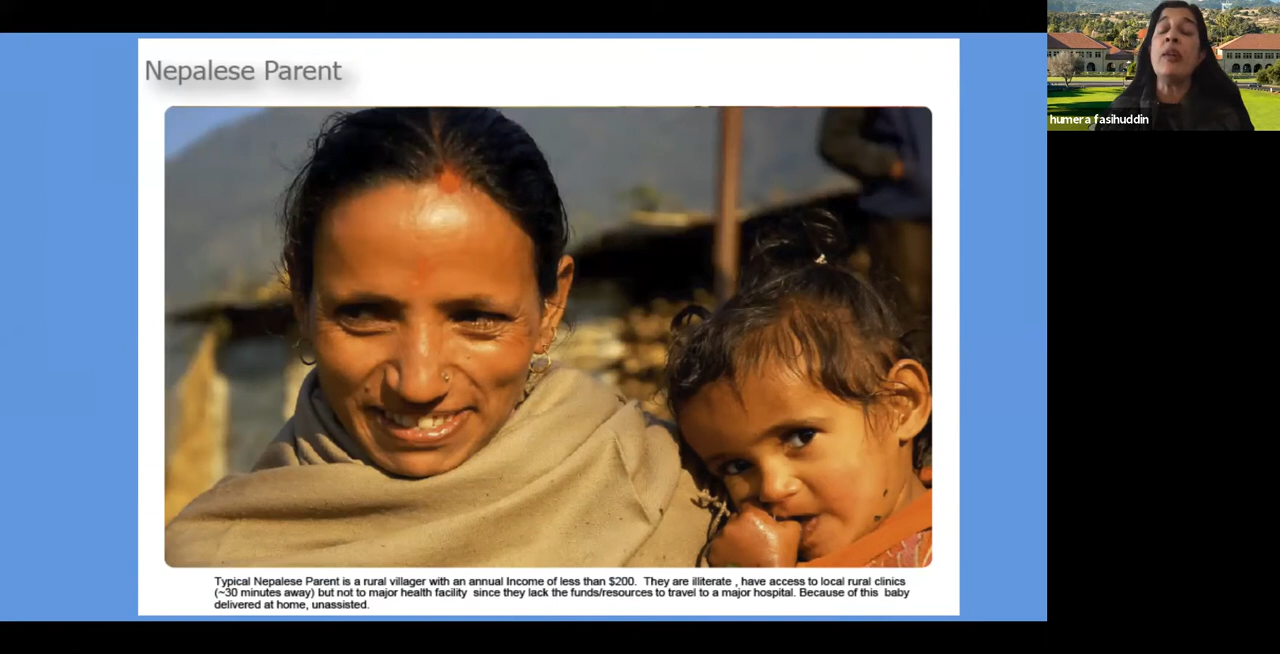 Nepalese Parent
humera fasihuddin
Typical Nepalese Parent is a rural villager with an annual Income of less than $200. They are illiterate , have access to local rural clinics
(~30 minutes away) but not to major health facility since they lack the funds/resources to travel to a major hospital. Because of this baby
delivered at home, unassisted.